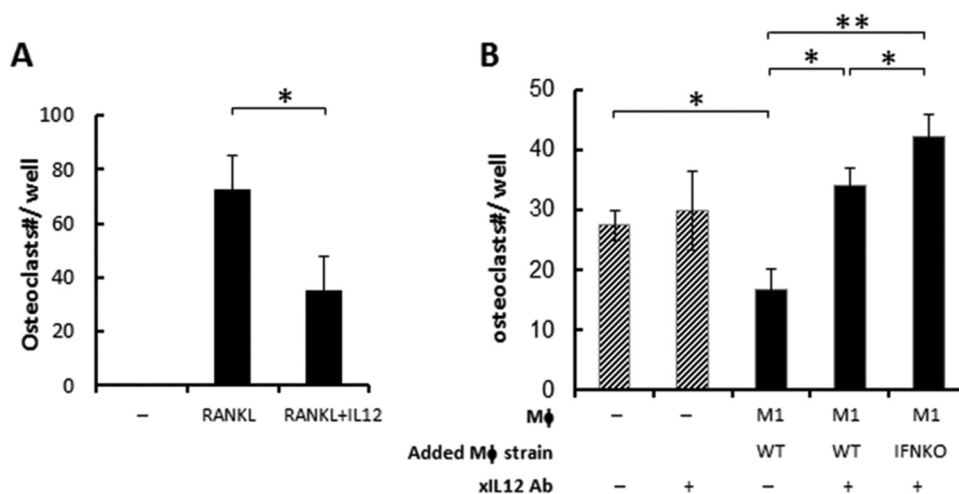 A
*
Osteoclasts#/ well
100
80
60
40
20
0
– RANKL RANKL+IL12
B
**
* *
*
osteoclasts#/ well
50
40
30
20
10
0
Mϕ – – M1 M1 M1
Added Mϕ strain WT WT IFNKO
xIL12 Ab – + – + +